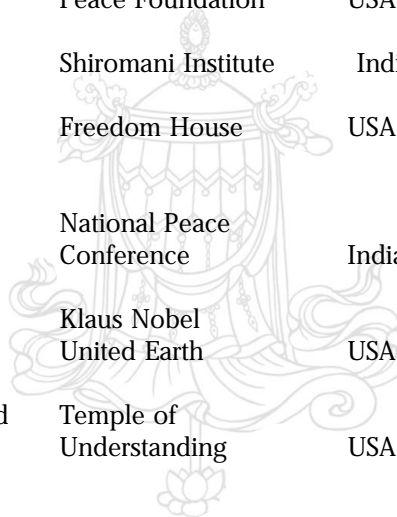 Peace Foundation USA
Shiromani Institute
Freedom House USA
National Peace
Conference
Klaus Nobel
United Earth USA
Temple of
Understanding USA